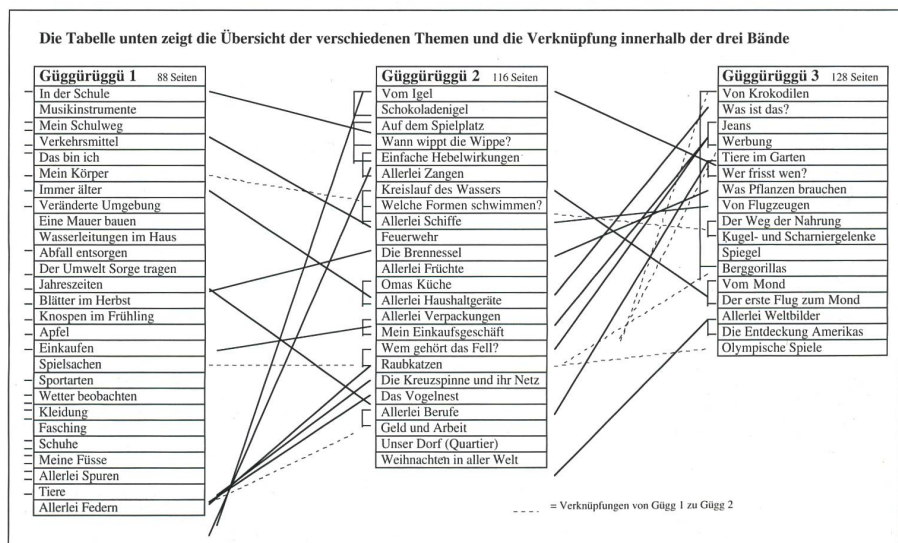 Die Tabelle unten zeigt die Übersicht der verschiedenen Themen und die Verknüpfung innerhalb der drei Bände
Güggürüggü 1 88 Seiten
In der Schule
Musikinstrumente
Mein Schulweg
Verkehrsmittel
Das bin ich
Mein Körper
Immer älter
Veränderte Umgebung
Eine Mauer bauen
Wasserleitungen im Haus
Abfall entsorgen
Der Umwelt Sorge tragen
Jahreszeiten
Blätter im Herbst
Knospen im Frühling
Apfel
Einkaufen
Spielsachen
Sportarten
Wetter beobachten
Kleidung
Fasching
Schuhe
Meine Füsse
Allerlei Spuren
Tiere
Allerlei Federn
Güggürüggü 2 116 Seiten
Vom Igel
Schokoladenigel
Auf dem Spielplatz
Wann wippt die Wippe?
Einfache Hebelwirkungen
Allerlei Zangen
Kreislauf des Wassers
Welche Formen schwimmen?
Allerlei Schiffe
Feuerwehr
Die Brennessel
Allerlei Früchte
Omas Küche
Allerlei Haushaltgeräte
Allerlei Verpackungen
Mein Einkaufsgeschäft
Wem gehört das Fell?
Raubkatzen
Die Kreuzspinne und ihr Netz
Das Vogelnest
Allerlei Berufe
Geld und Arbeit
Unser Dorf (Quartier)
Weihnachten in aller Welt
Güggürüggü 3 128 Seiten
Von Krokodilen
Was ist das?
Jeans
Werbung
Tiere im Garten
Wer frisst wen?
Was Pflanzen brauchen
Von Flugzeugen
Der Weg der Nahrung
Kugel- und Scharniergelenke
Spiegel
Berggorillas
Vom Mond
Der erste Flug zum Mond
Allerlei Weltbilder
Die Entdeckung Amerikas
Olympische Spiele
= Verknüpfungen von Gügg 1 zu Gügg 2